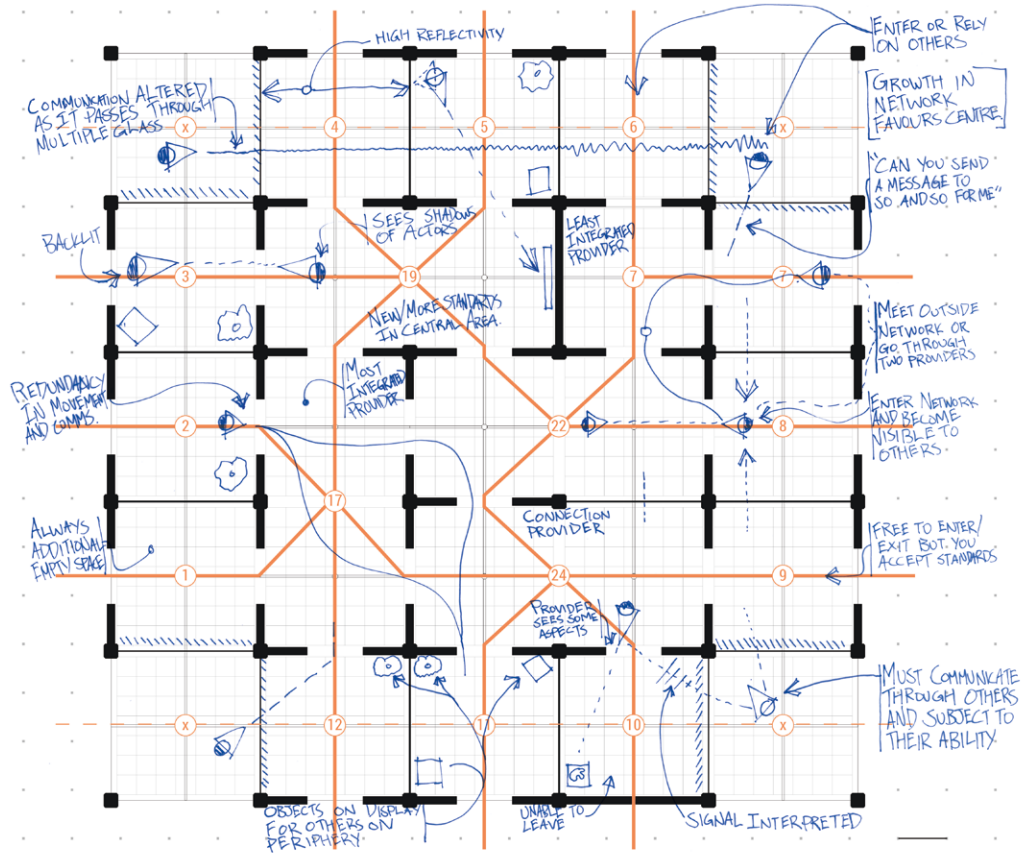 HIGH REFLECTIVITY
ENTER OR RELY
ON OTHERS
COMMUNICATION ALTERED
AS IT PASSES THROUGH
MULTIPLE GLASS
GROWTH IN
NETWORK
FAVOURS CENTRE
x
4
5
6
x
"CAN YOU SEND
A MESSAGE TO
SO AND SO FOR ME"
SEES SHADOWS
OF ACTORS
LEAST
INTEGRATED
PROVIDER
BACKLIT
3
19
7
7
NEW/MORE STANDARDS
IN CENTRAL AREA.
MEET OUTSIDE
NETWORK OR
GO THROUGH
TWO PROVIDERS
MOST
INTEGRATED
PROVIDER
REDUNDANCY
IN MOVEMENT
AND COMMS.
ENTER NETWORK
AND BECOME
VISIBLE TO
OTHERS.
2
22
8
17
CONNECTION
PROVIDER
ALWAYS
ADDITIONAL
EMPTY SPACE
FREE TO ENTER/
EXIT BUT YOU
ACCEPT STANDARDS
1
24
9
PROVIDER
SEES SOME
ASPECTS
MUST COMMUNICATE
THROUGH OTHERS
AND SUBJECT TO
THEIR ABILITY
x
12
11
10
x
OBJECTS ON DISPLAY
FOR OTHERS ON
PERIPHERY
UNABLE TO
LEAVE
SIGNAL INTERPRETED